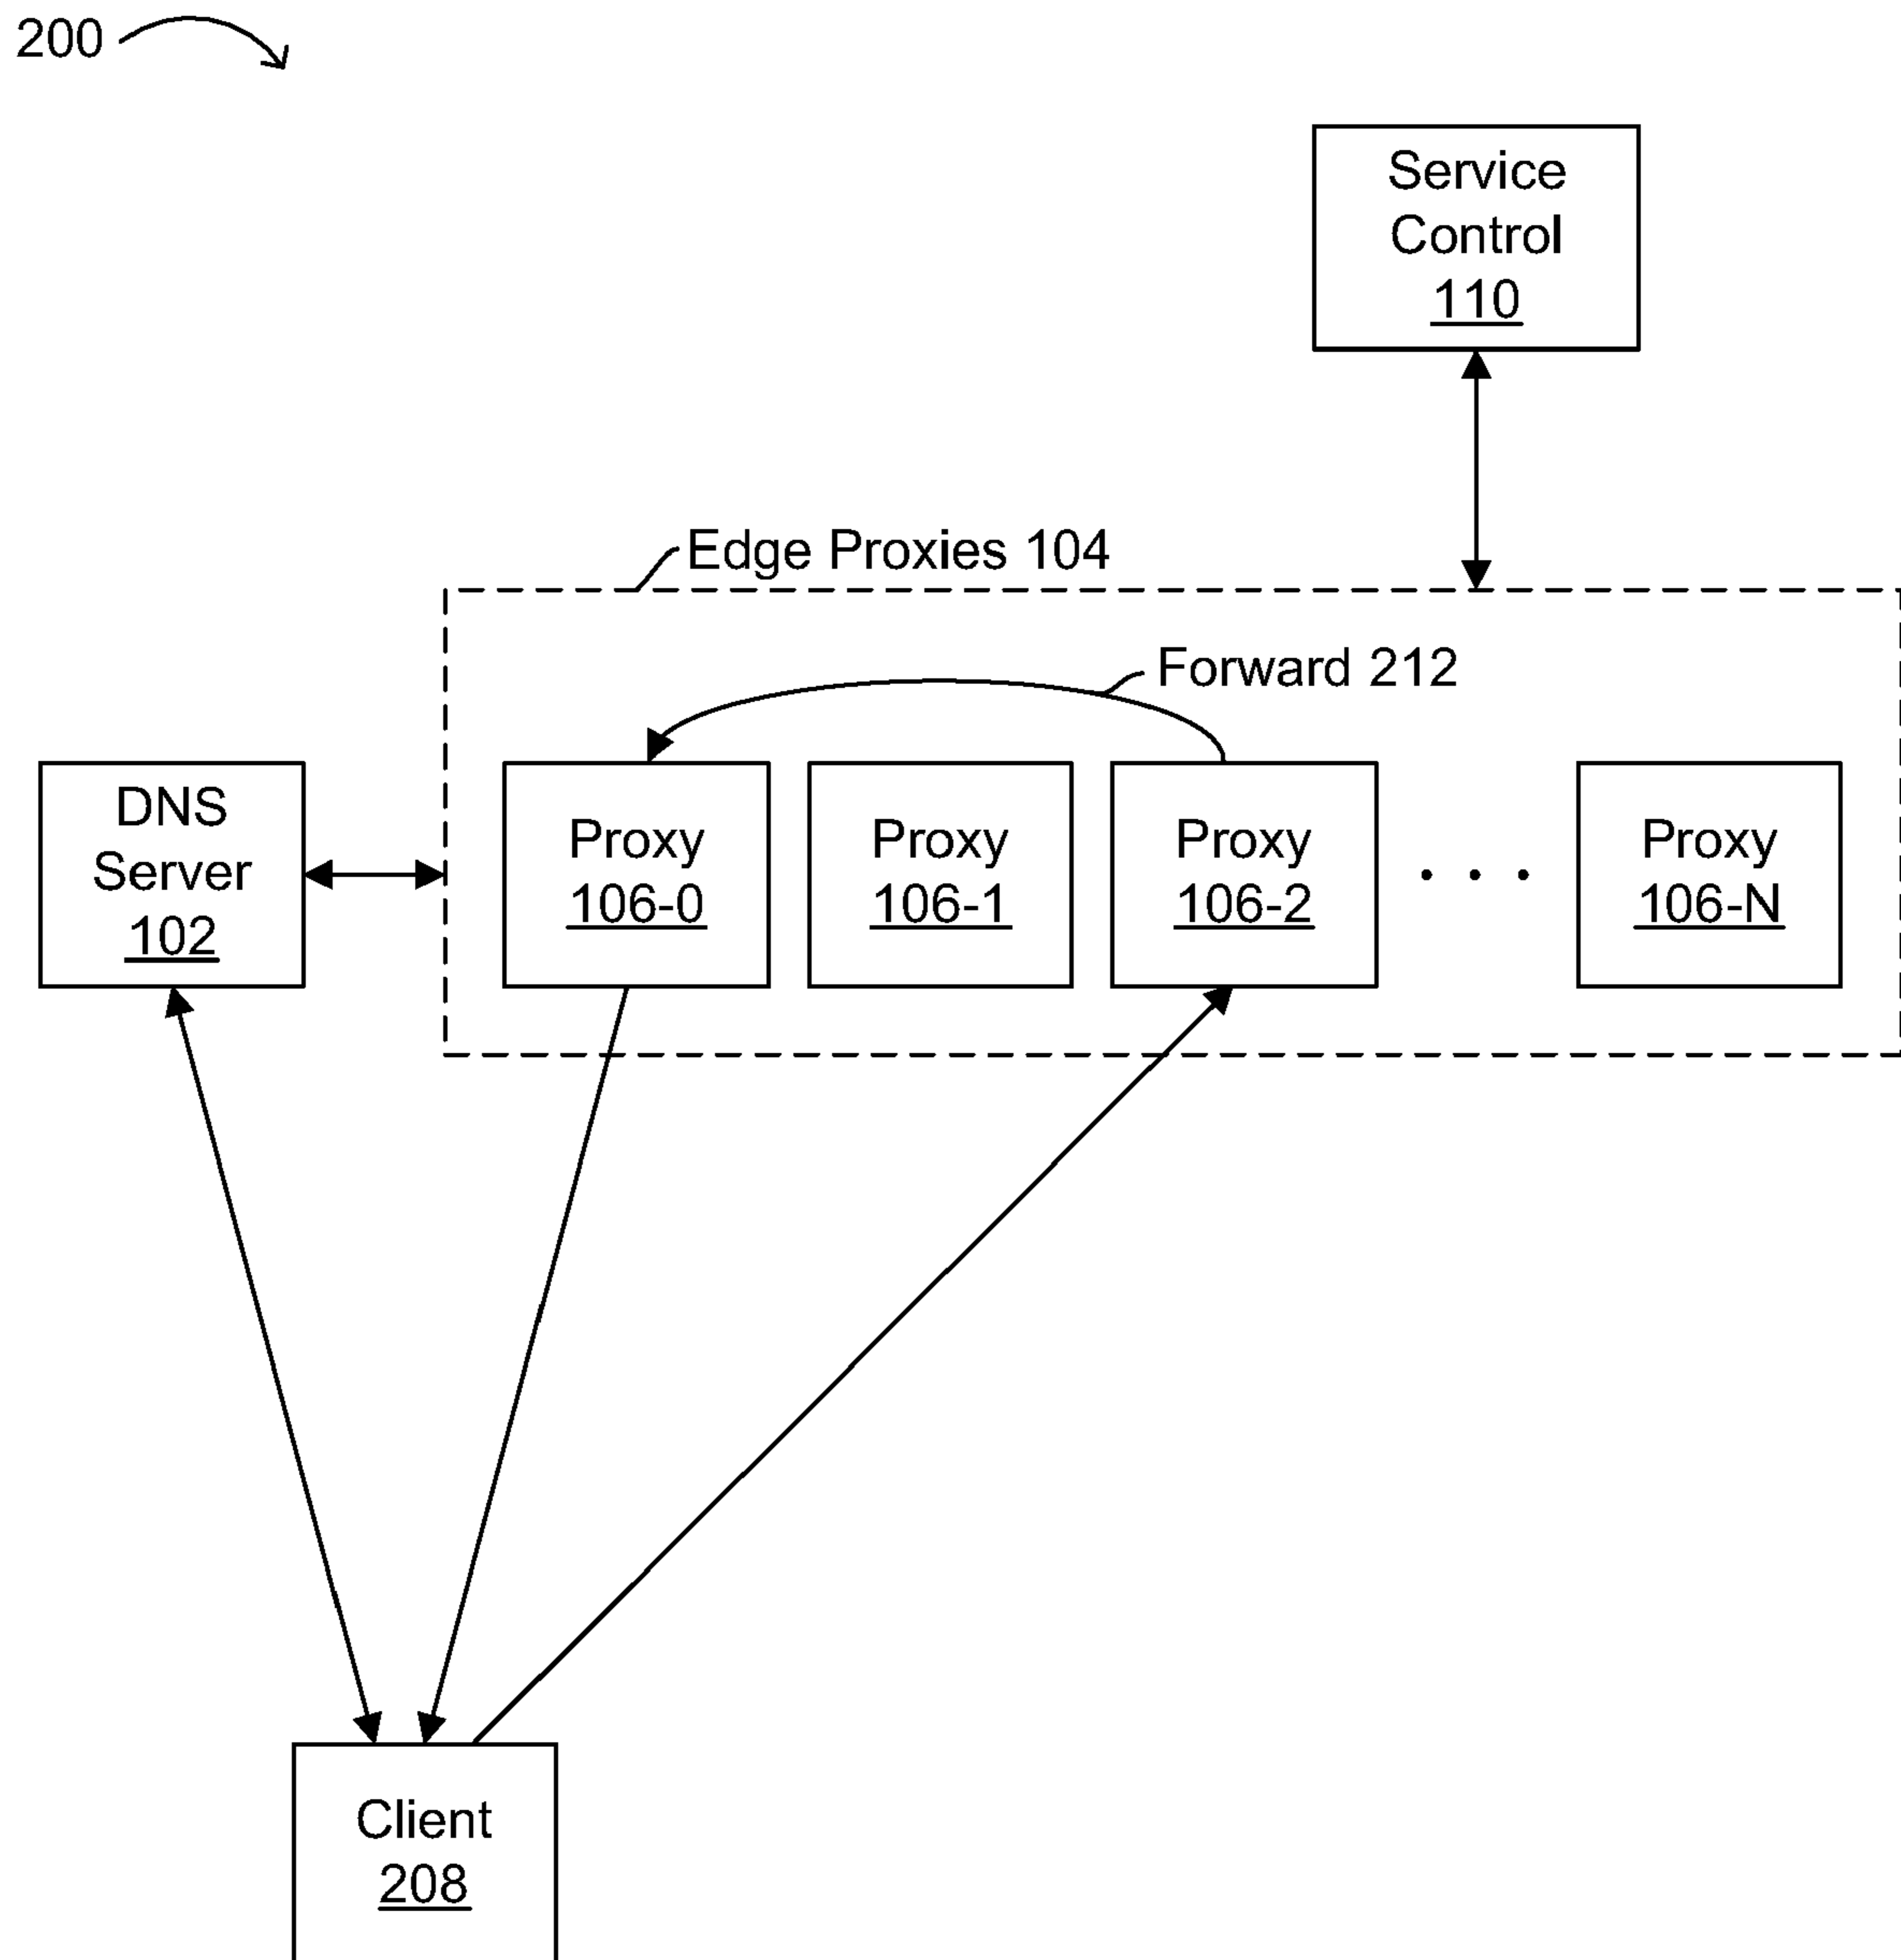 200
Service
Control
110
Edge Proxies 104
Forward 212
DNS
Server
102
Proxy
106-0
Proxy
106-1
Proxy
106-2
. . .
Proxy
106-N
Client
208